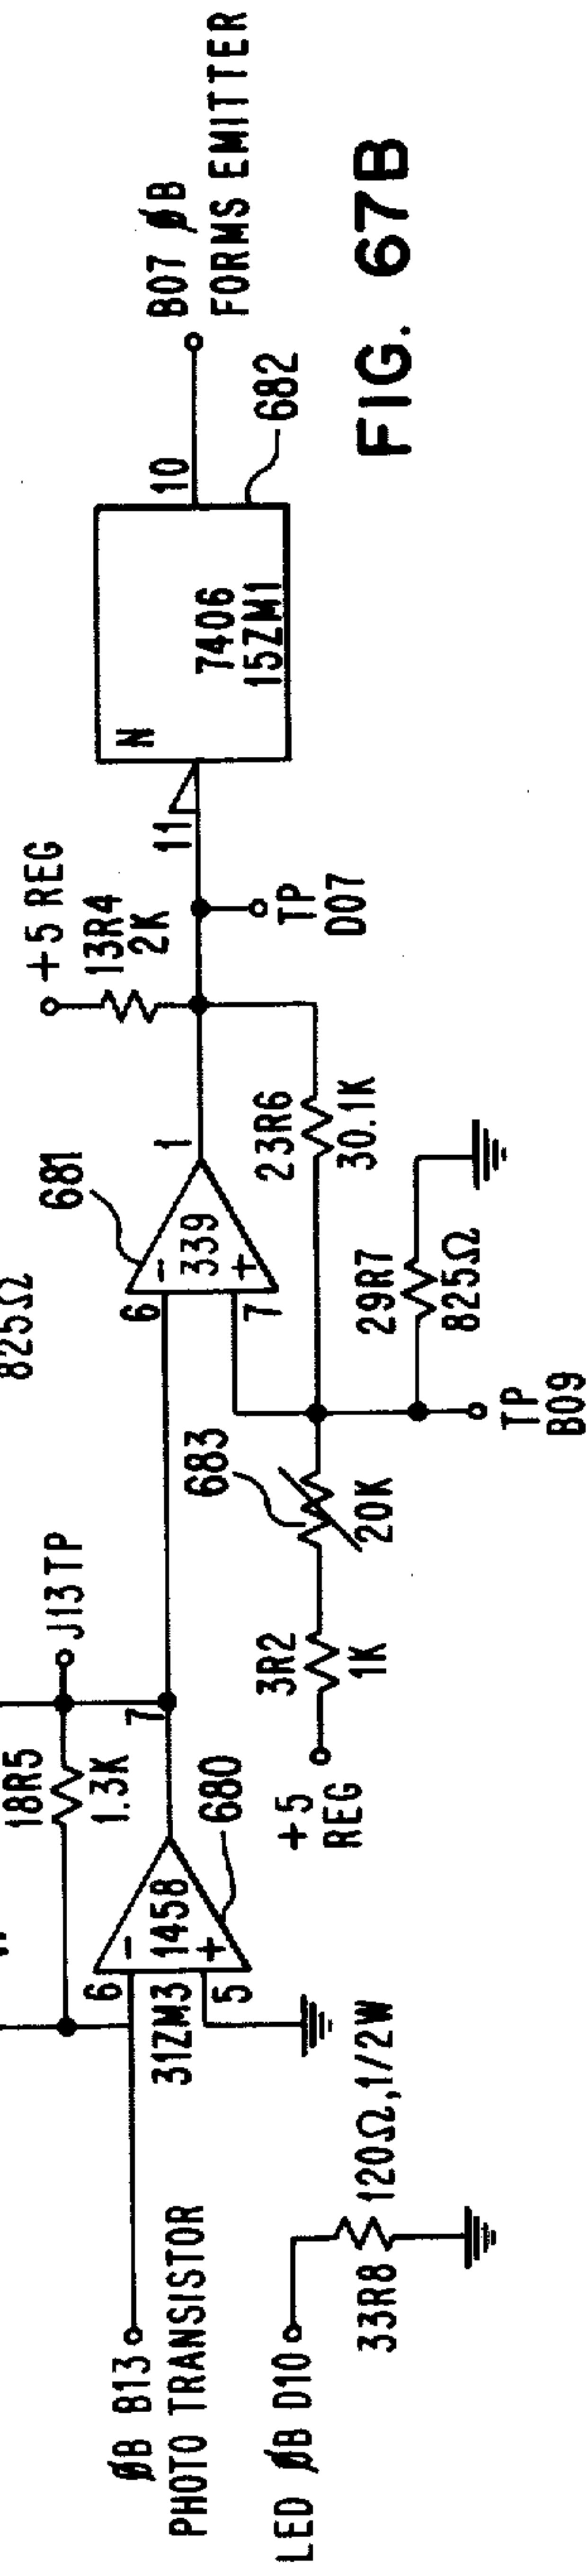 825Ω
18R5
1.3K
J13TP
+5 REG
13R4
2K
ØB B13
PHOTO TRANSISTOR
6
5
7
31ZM3
1458
680
6
7
339
1
681
TP
D07
11
N
7406
15ZM1
10
682
B07 ØB
FORMS EMITTER
+5
REG
3R2
1K
683
20K
23R6
30.1K
29R7
825Ω
TP
B09
LED ØB D10
33R8
120Ω,1/2W
FIG. 67B